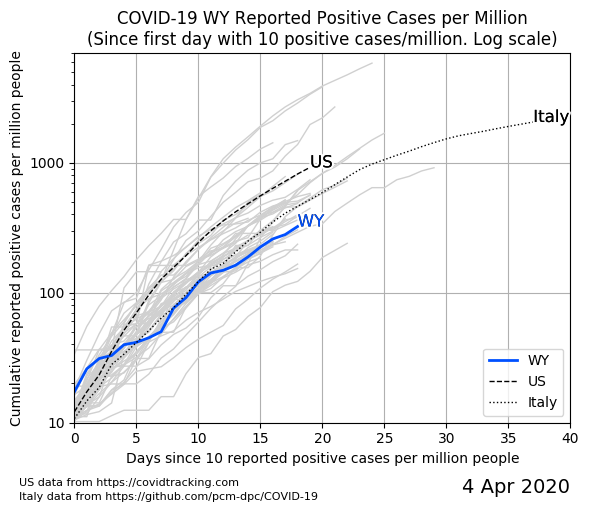 COVID-19 WY Reported Positive Cases per Million
(Since first day with 10 positive cases/million. Log scale)
Cumulative reported positive cases per million people
1000
100
10
Italy
US
WY
WY
US
Italy
0 5 10 15 20 25 30 35 40
Days since 10 reported positive cases per million people
US data from https://covidtracking.com
Italy data from https://github.com/pcm-dpc/COVID-19
4 Apr 2020